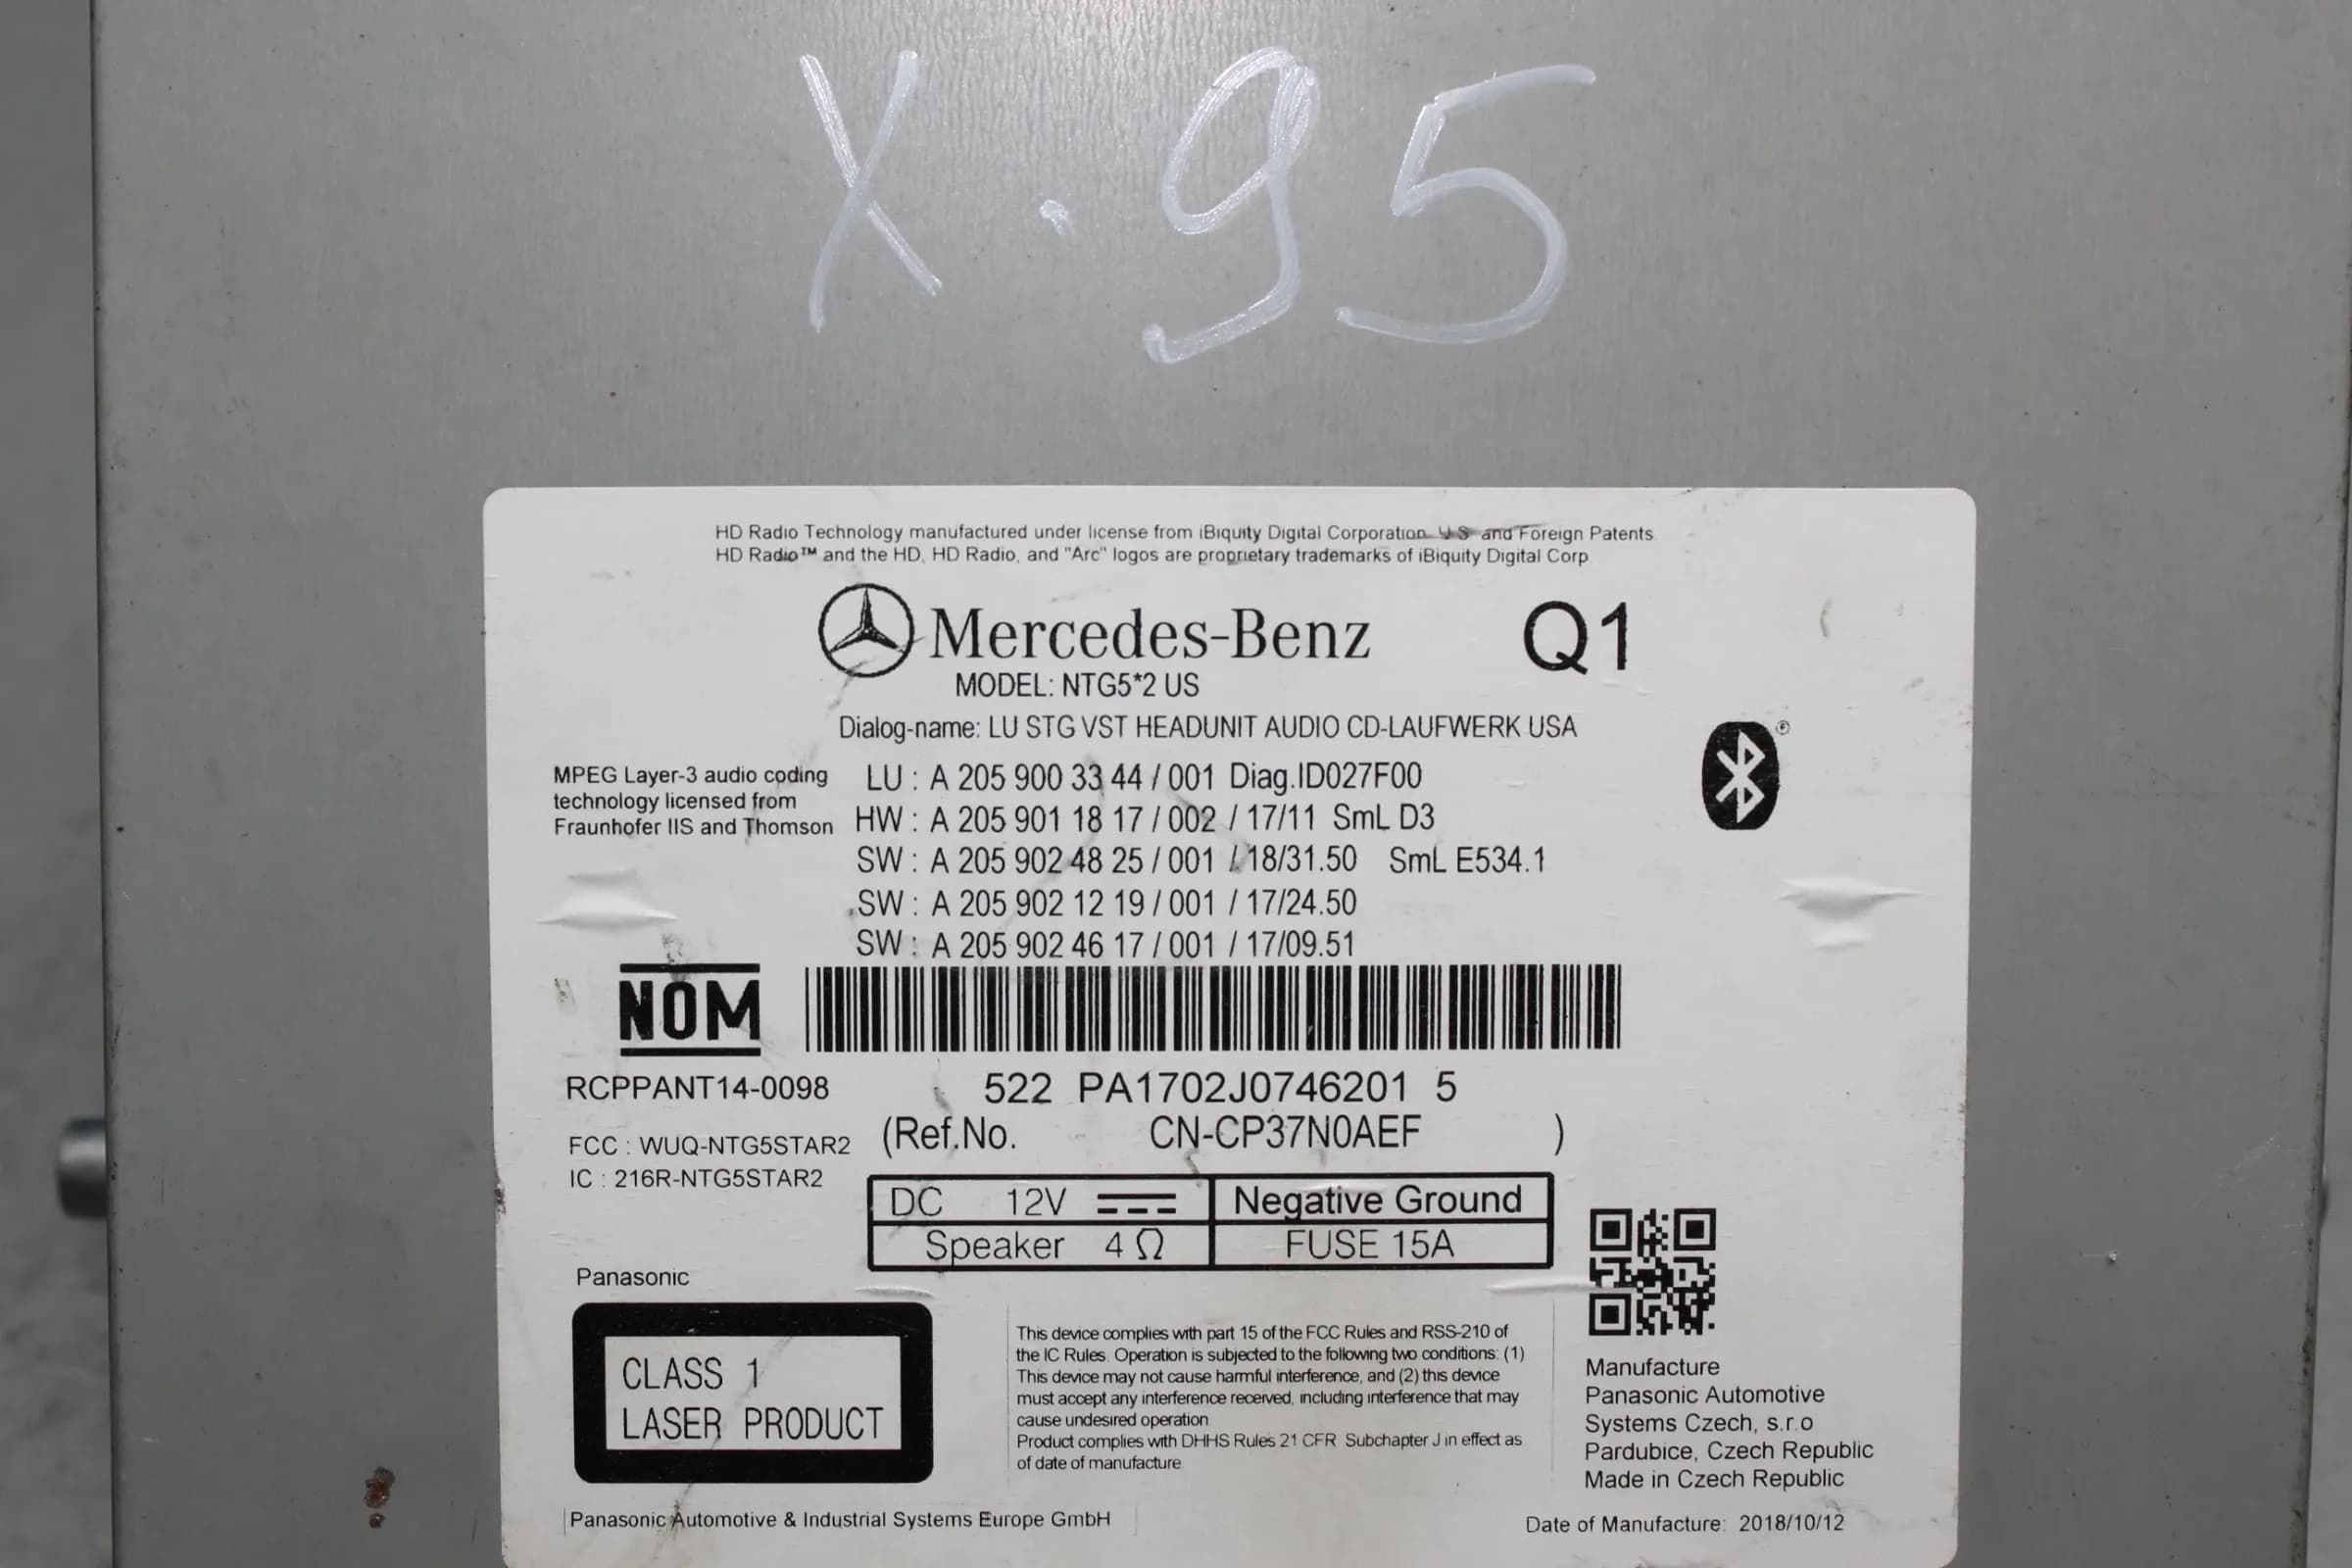 X · 95
HD Radio Technology manufactured under license from iBiquity Digital Corporation. U.S. and Foreign Patents.
HD Radio™ and the HD, HD Radio, and "Arc" logos are proprietary trademarks of iBiquity Digital Corp.
Mercedes-Benz Q1
MODEL: NTG5*2 US
Dialog-name: LU STG VST HEADUNIT AUDIO CD-LAUFWERK USA
MPEG Layer-3 audio coding
technology licensed from
Fraunhofer IIS and Thomson
LU : A 205 900 33 44 / 001 Diag.ID027F00
HW : A 205 901 18 17 / 002 / 17/11 SmL D3
SW : A 205 902 48 25 / 001 / 18/31.50 SmL E534.1
SW : A 205 902 12 19 / 001 / 17/24.50
SW : A 205 902 46 17 / 001 / 17/09.51
NOM
RCPPANT14-0098
522 PA1702J0746201 5
(Ref.No. CN-CP37N0AEF )
FCC : WUQ-NTG5STAR2
IC : 216R-NTG5STAR2
DC 12V Negative Ground
Speaker 4 Ω FUSE 15A
Panasonic
CLASS 1
LASER PRODUCT
This device complies with part 15 of the FCC Rules and RSS-210 of
the IC Rules. Operation is subjected to the following two conditions: (1)
This device may not cause harmful interference, and (2) this device
must accept any interference received, including interference that may
cause undesired operation.
Product complies with DHHS Rules 21 CFR Subchapter J in effect as
of date of manufacture.
Manufacture
Panasonic Automotive
Systems Czech, s.r.o
Pardubice, Czech Republic
Made in Czech Republic
Panasonic Automotive & Industrial Systems Europe GmbH
Date of Manufacture: 2018/10/12